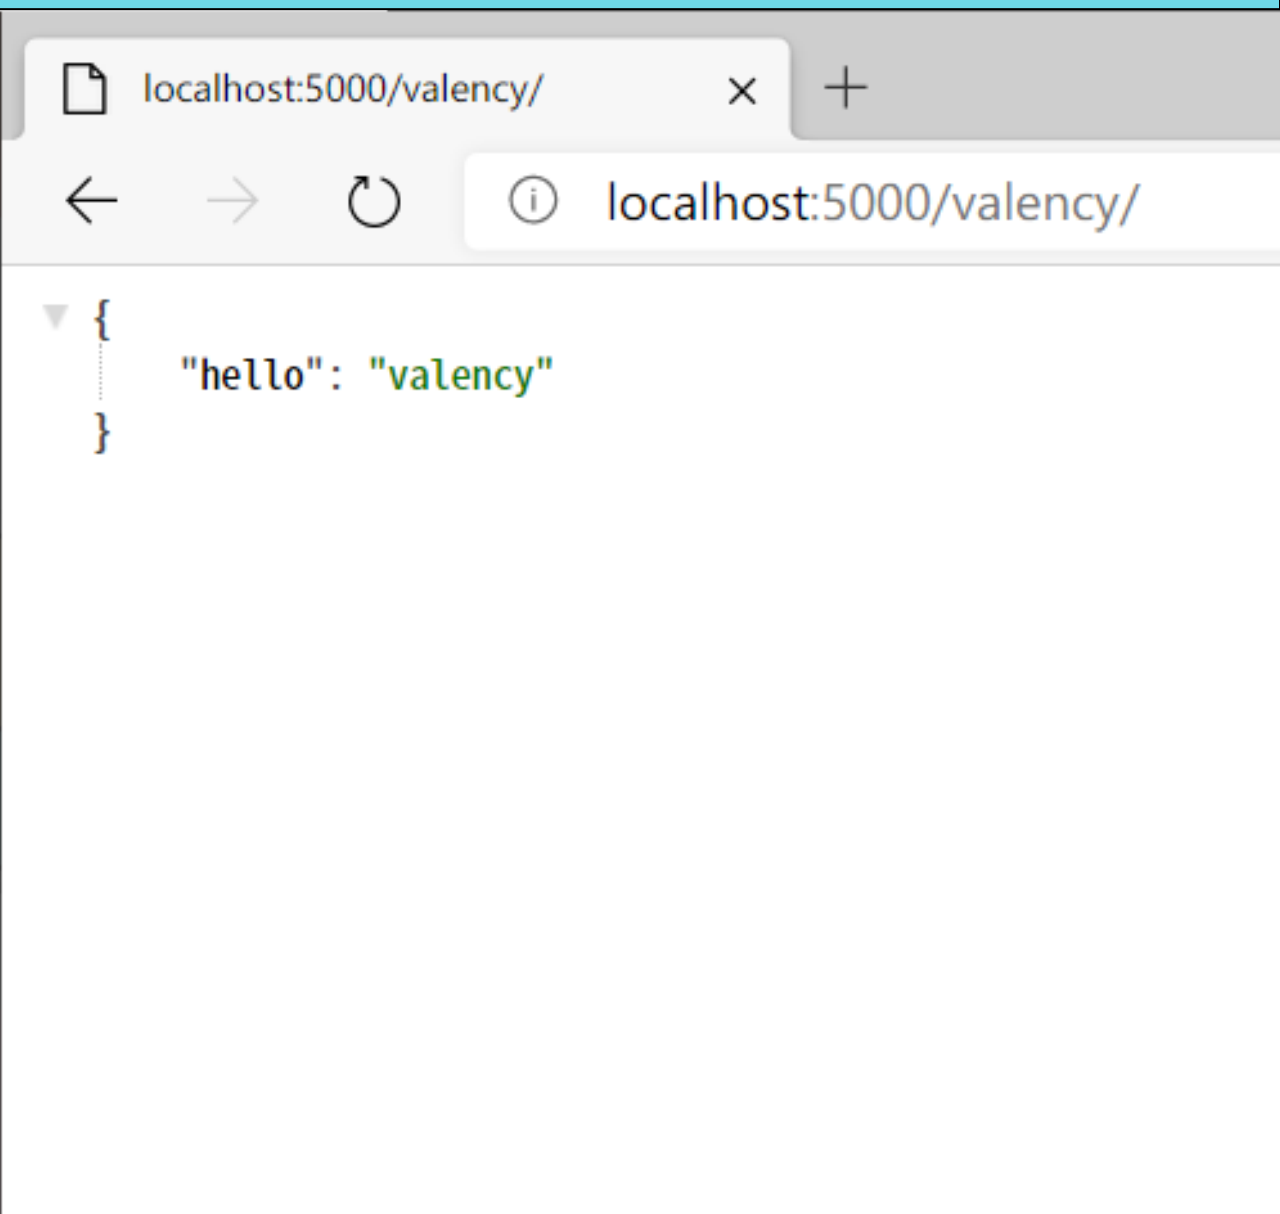 localhost:5000/valency/
localhost:5000/valency/
{
"hello": "valency"
}